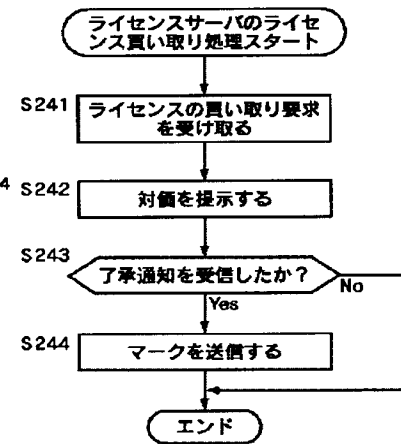 ライセンスサーバのライセ
ンス買い取り処理スタート
S241
ライセンスの買い取り要求
を受け取る
4
S242
対価を提示する
S243
了承通知を受信したか?
No
Yes
S244
マークを送信する
エンド